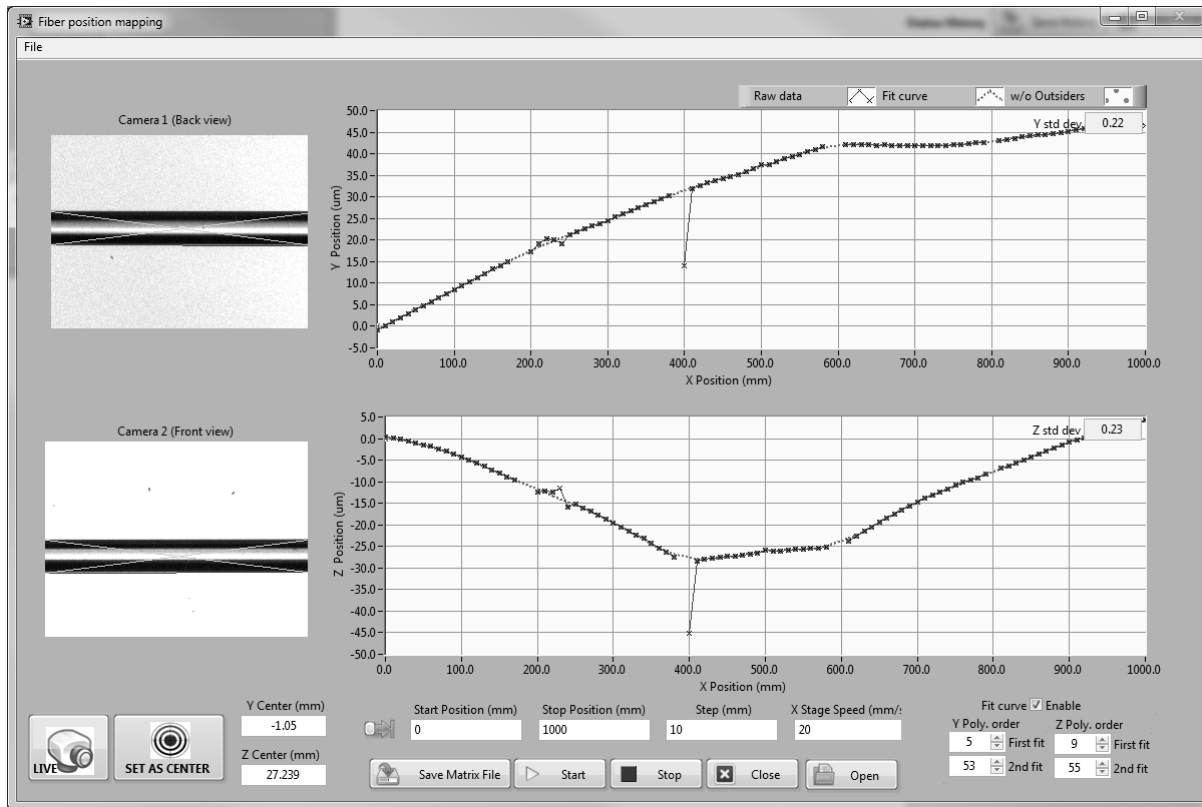 Fiber position mapping
Status History
File
Raw data Fit curve w/o Outsiders
Camera 1 (Back view)
Y std dev 0.22
50.0
45.0
40.0
35.0
30.0
25.0
20.0
15.0
10.0
5.0
0.0
-5.0
Y Position (um)
0.0 100.0 200.0 300.0 400.0 500.0 600.0 700.0 800.0 900.0 1000.0
X Position (mm)
Camera 2 (Front view)
Z std dev 0.23
5.0
0.0
-5.0
-10.0
-15.0
-20.0
-25.0
-30.0
-35.0
-40.0
-45.0
-50.0
Z Position (um)
0.0 100.0 200.0 300.0 400.0 500.0 600.0 700.0 800.0 900.0 1000.0
X Position (mm)
LIVE
SET AS CENTER
Y Center (mm)
-1.05
Z Center (mm)
27.239
Start Position (mm) Stop Position (mm) Step (mm) X Stage Speed (mm/s
0 1000 10 20
Save Matrix File Start Stop Close Open
Fit curve Enable
Y Poly. order Z Poly. order
5 First fit 9 First fit
53 2nd fit 55 2nd fit